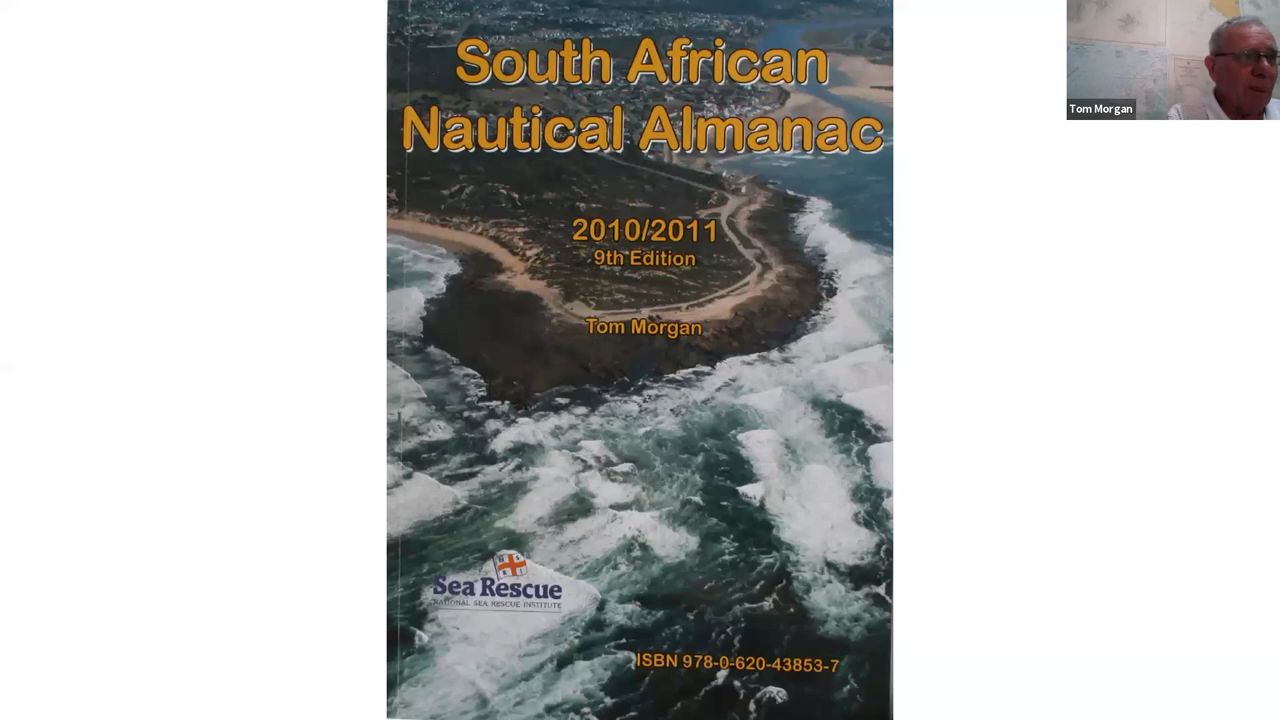 South African
Nautical Almanac
2010/2011
9th Edition
Tom Morgan
Sea Rescue
NATIONAL SEA RESCUE INSTITUTE
ISBN 978-0-620-43853-7
Tom Morgan